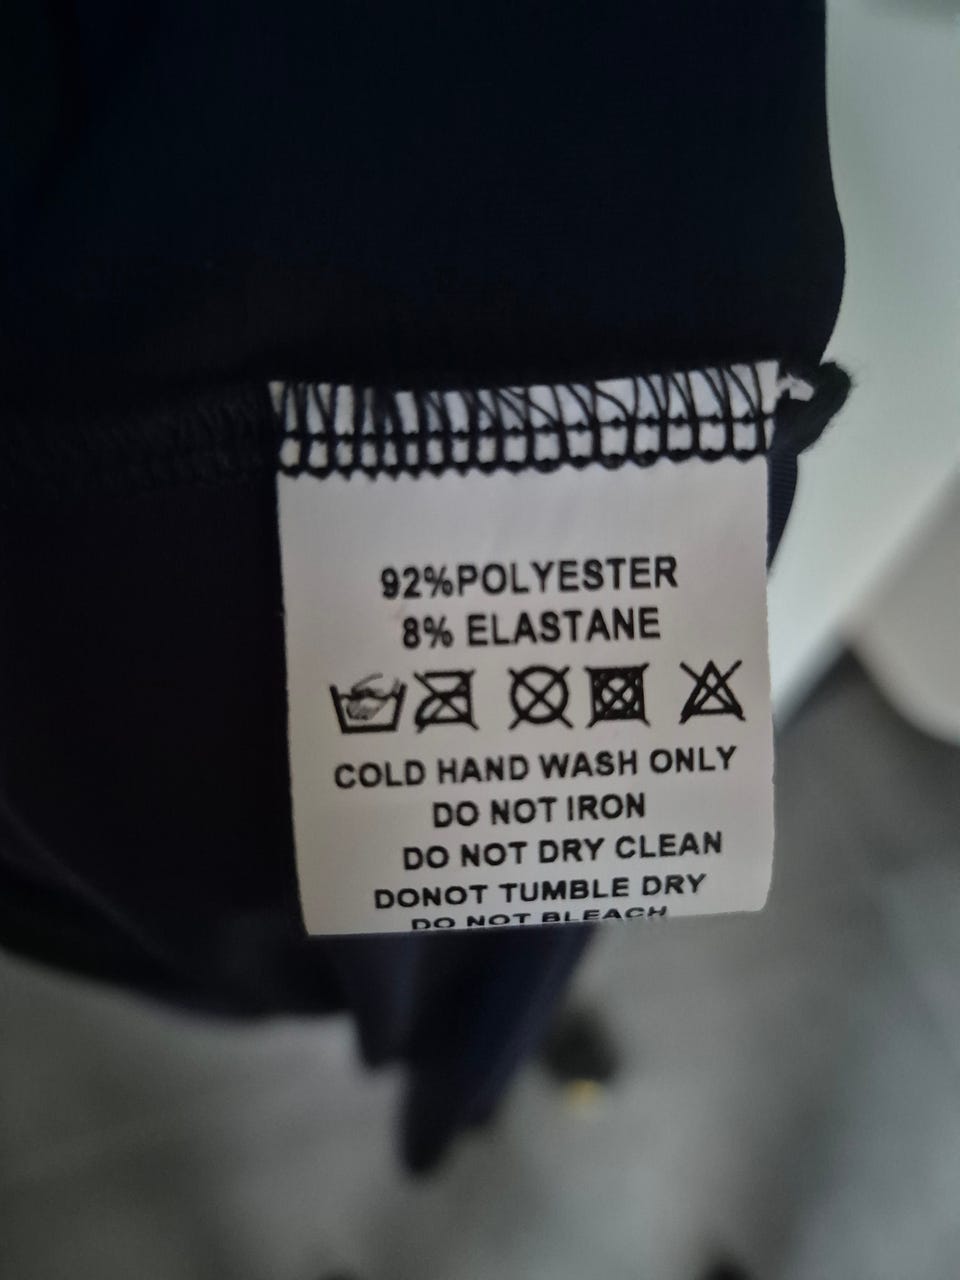 92%POLYESTER
8% ELASTANE
COLD HAND WASH ONLY
DO NOT IRON
DO NOT DRY CLEAN
DONOT TUMBLE DRY
DO NOT BLEACH